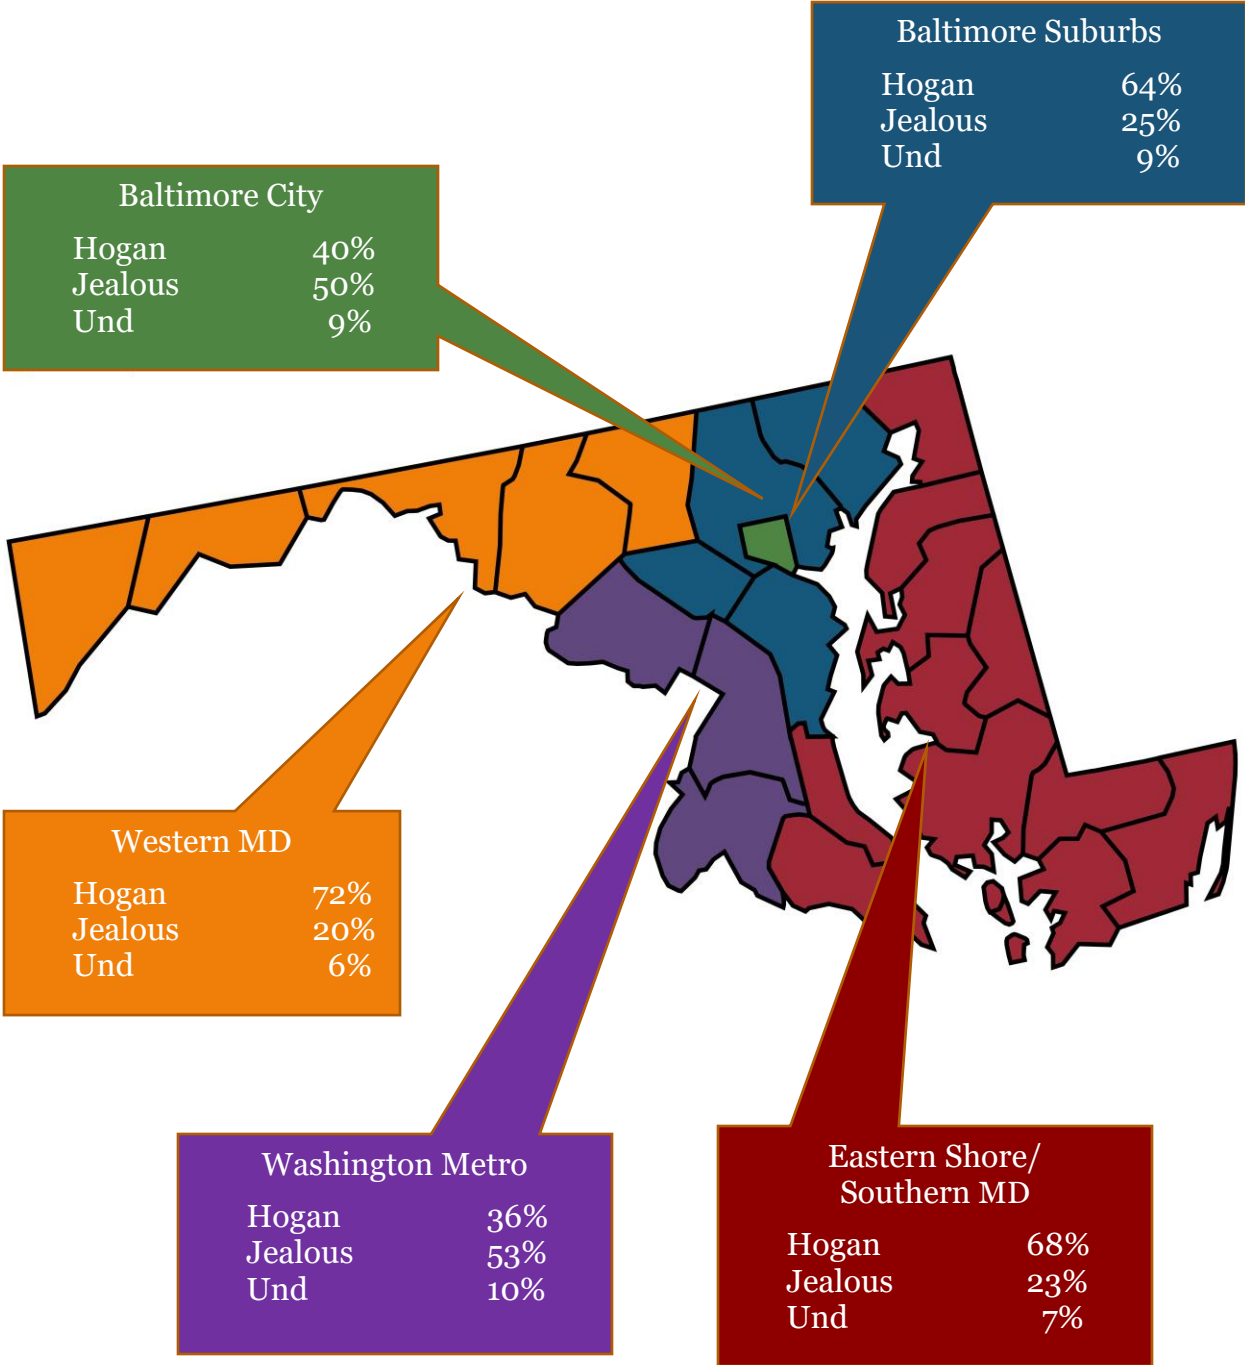 Baltimore Suburbs
Hogan 64%
Jealous 25%
Und 9%
Baltimore City
Hogan 40%
Jealous 50%
Und 9%
Western MD
Hogan 72%
Jealous 20%
Und 6%
Washington Metro
Hogan 36%
Jealous 53%
Und 10%
Eastern Shore/
Southern MD
Hogan 68%
Jealous 23%
Und 7%